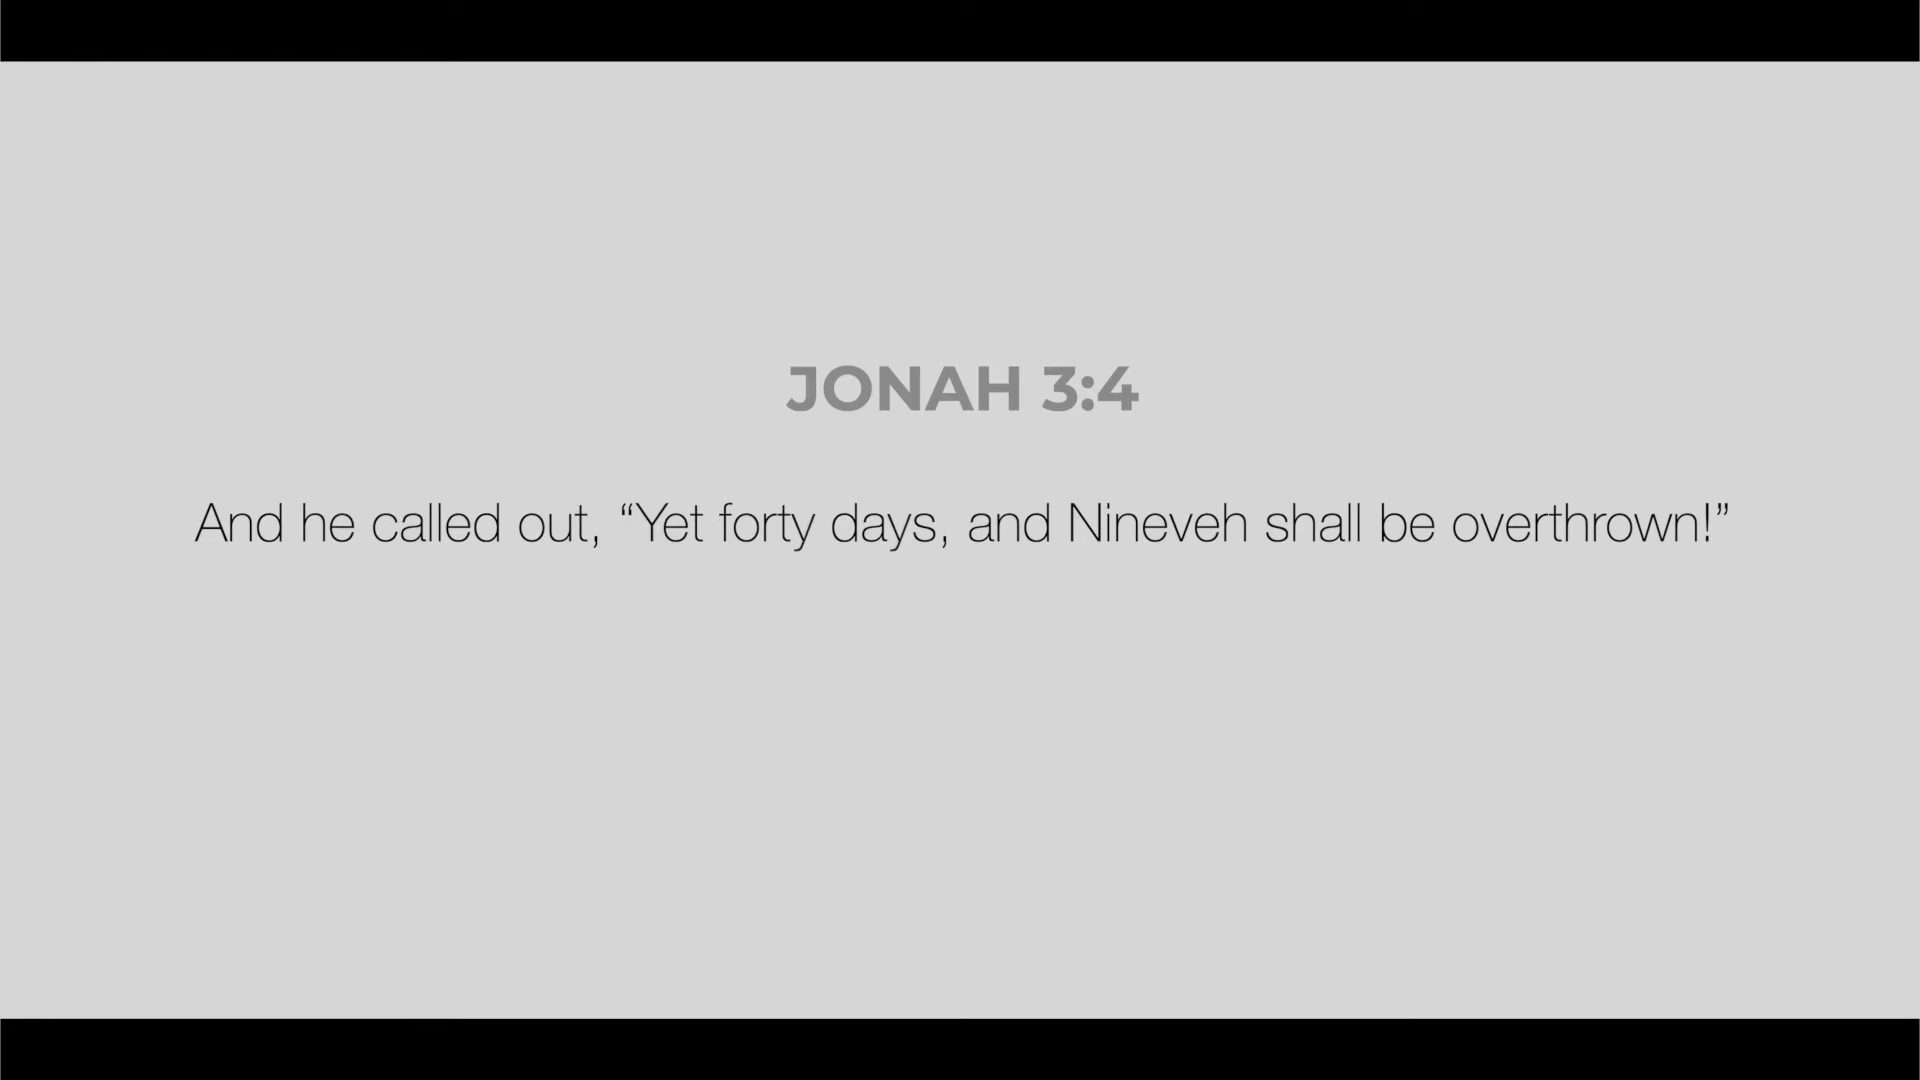 JONAH 3:4
And he called out, “Yet forty days, and Nineveh shall be overthrown!”